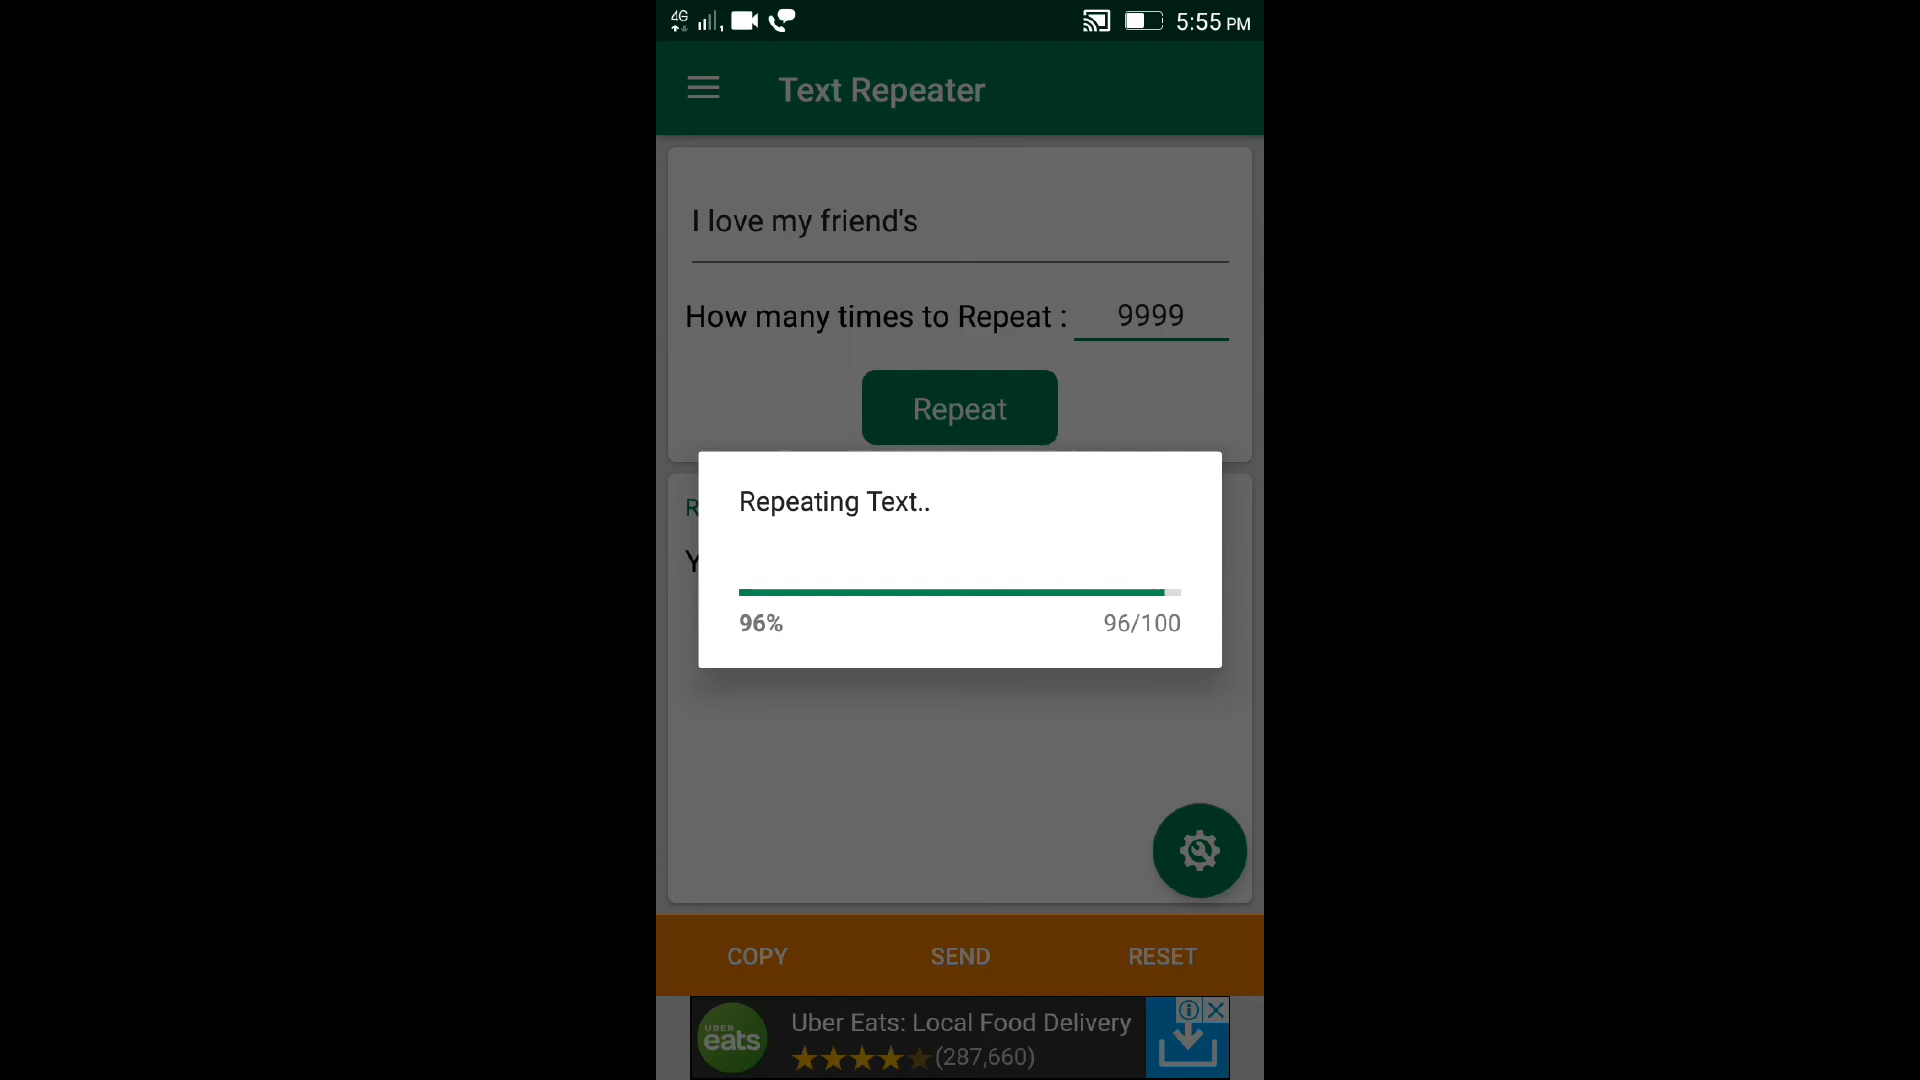 4G 5:55 PM
Text Repeater
I love my friend's
How many times to Repeat : 9999
Repeat
R
Repeating Text..
Y
96% 96/100
COPY SEND RESET
UBER
eats
Uber Eats: Local Food Delivery
(287,660)